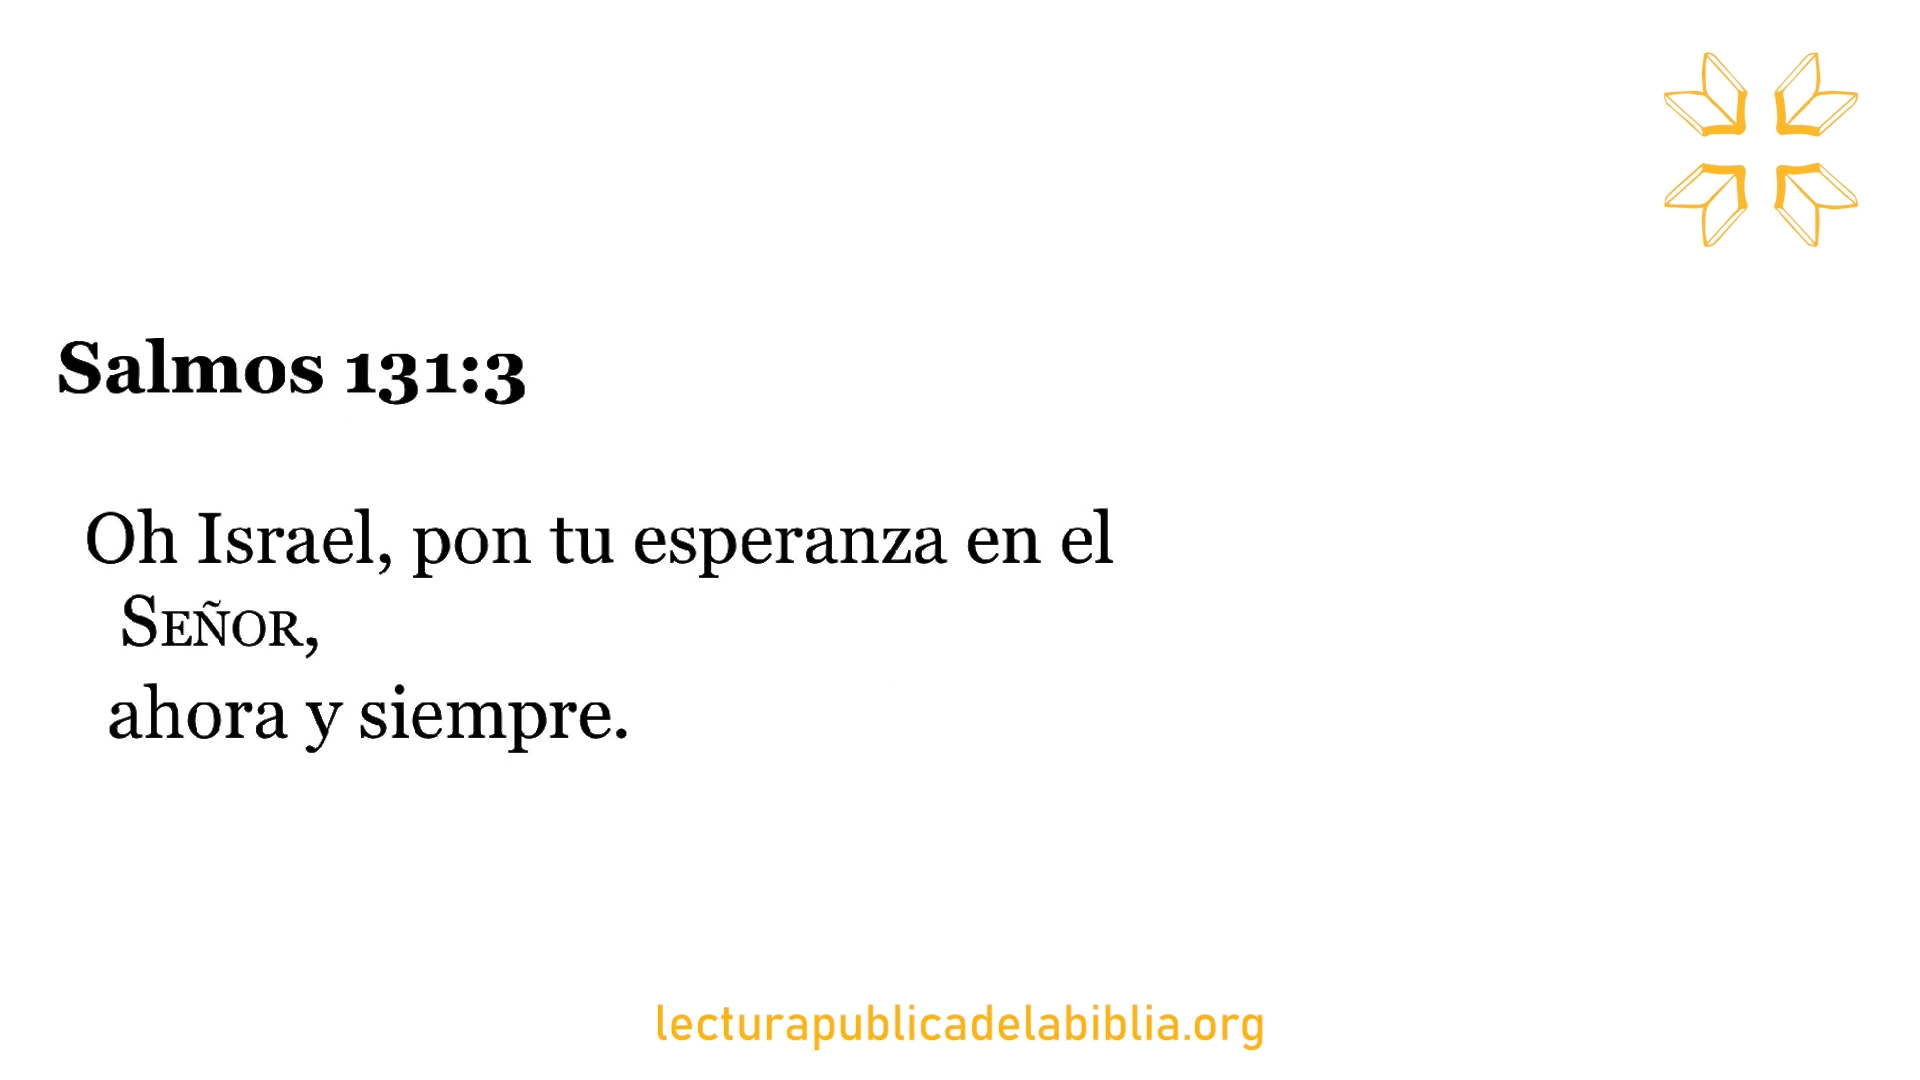 Salmos 131:3
Oh Israel, pon tu esperanza en el
SEÑOR,
ahora y siempre.
lecturapublicadelabiblia.org